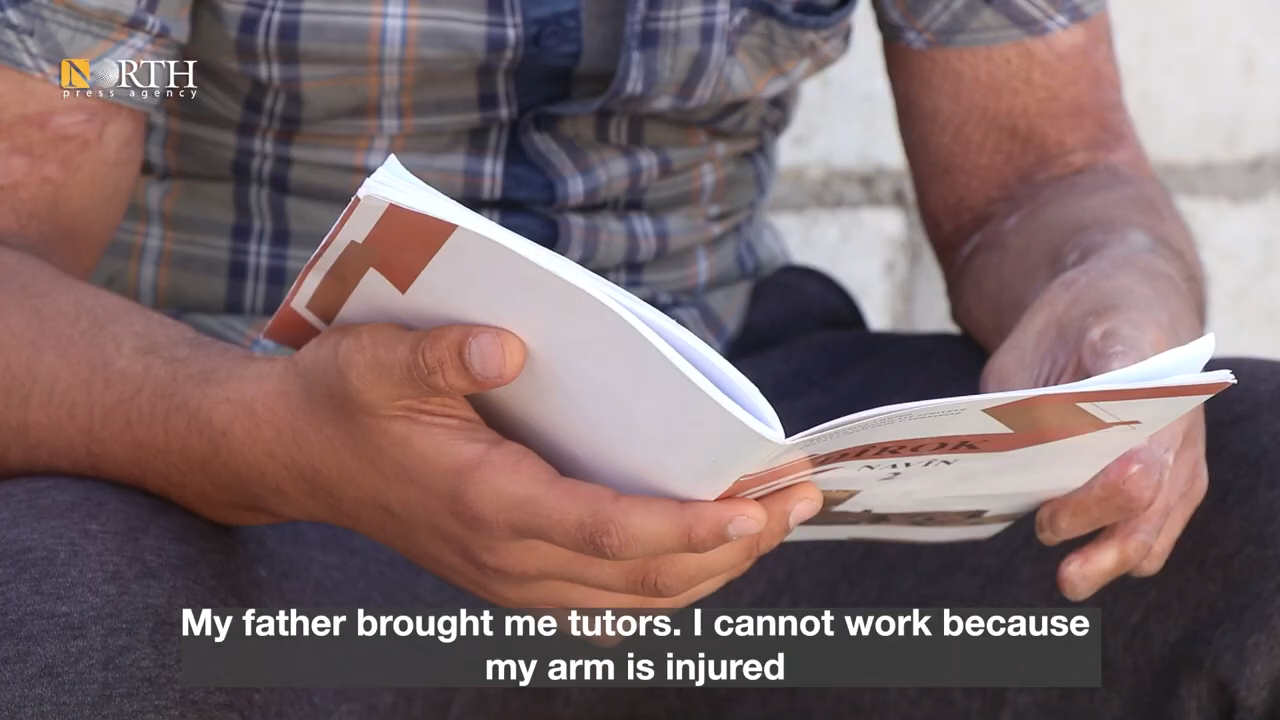 NORTH
press agency
NAVÎN
2
My father brought me tutors. I cannot work because
my arm is injured